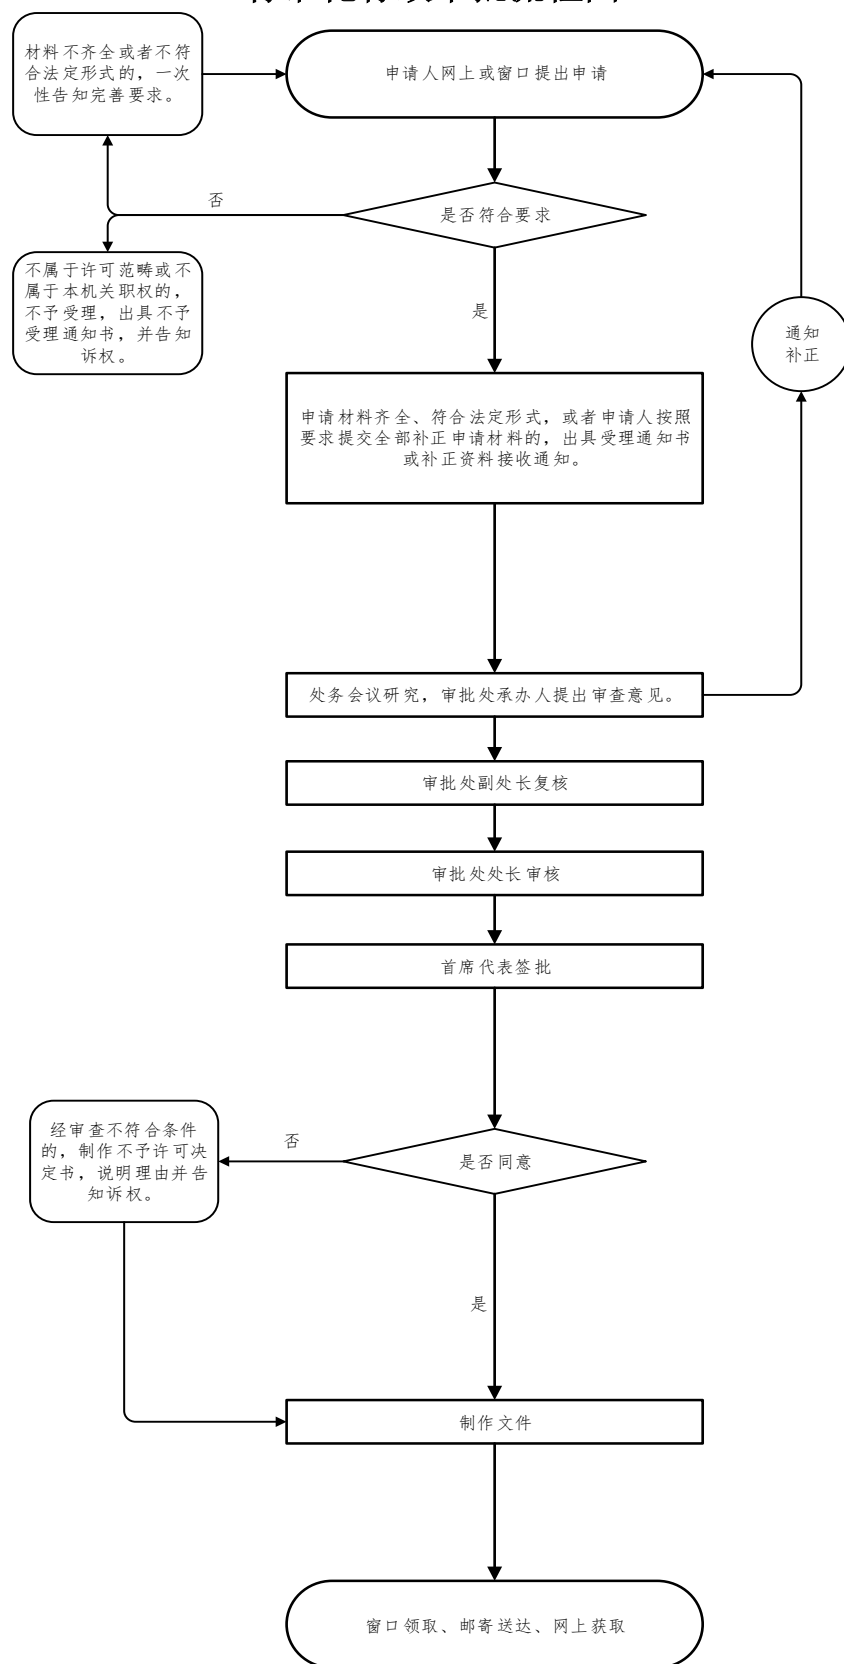 材料不齐全或者不符
合法定形式的，一次
性告知完善要求。
申请人网上或窗口提出申请
否
是否符合要求
不属于许可范畴或不
属于本机关职权的，
不予受理，出具不予
受理通知书，并告知
诉权。
是
通知
补正
申请材料齐全、符合法定形式，或者申请人按照
要求提交全部补正申请材料的，出具受理通知书
或补正资料接收通知。
处务会议研究，审批处承办人提出审查意见。
审批处副处长复核
审批处处长审核
首席代表签批
经审查不符合条件
的，制作不予许可决
定书，说明理由并告
知诉权。
否
是否同意
是
制作文件
窗口领取、邮寄送达、网上获取